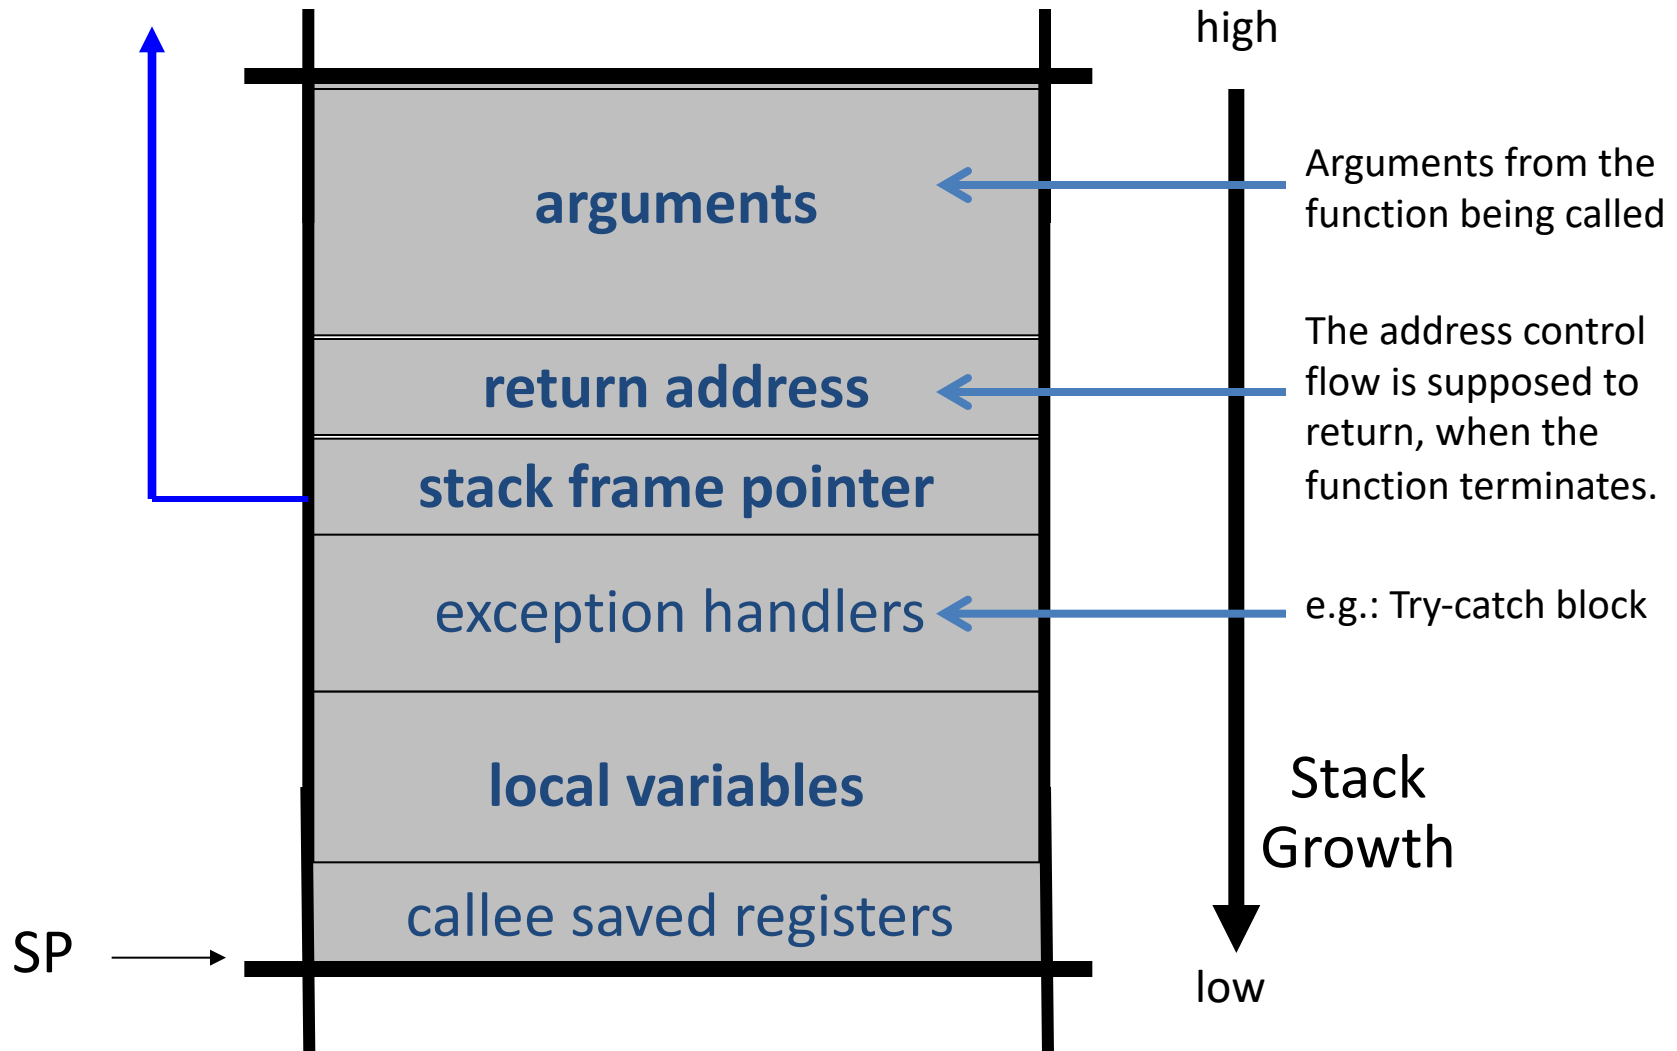 high
arguments
Arguments from the
function being called
return address
The address control
flow is supposed to
return, when the
function terminates.
stack frame pointer
exception handlers
e.g.: Try-catch block
local variables
Stack
Growth
callee saved registers
SP
low